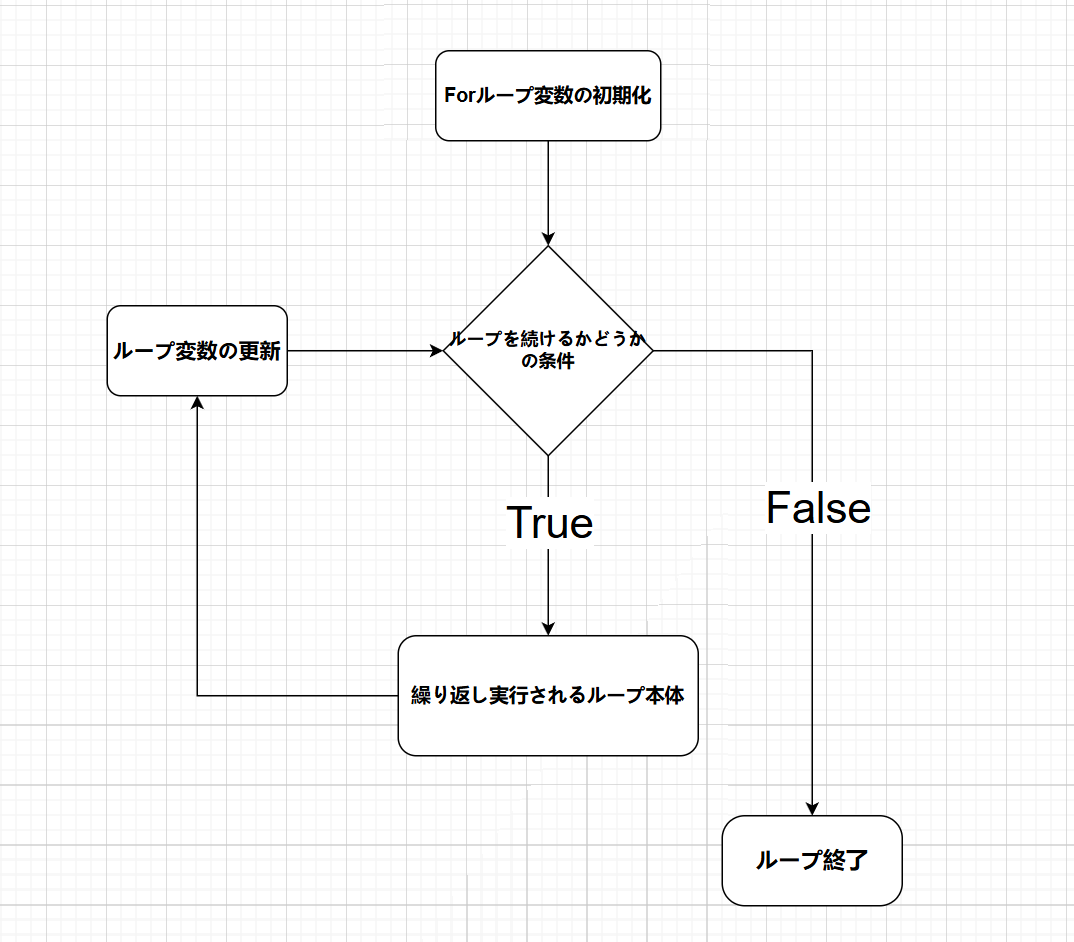 Forループ変数の初期化
ループ変数の更新
ループを続けるかどうか
の条件
True
False
繰り返し実行されるループ本体
ループ終了